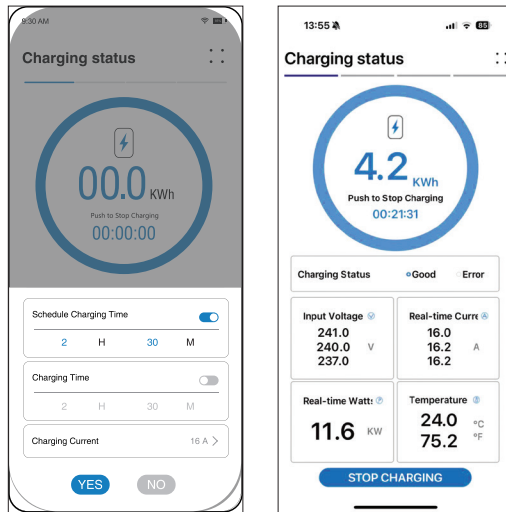 9:30 AM
Charging status
00.0 KWh
Push to Stop Charging
00:00:00
Schedule Charging Time
2 H 30 M
Charging Time
2 H 30 M
Charging Current 16 A >
YES NO
13:55 85
Charging status
4.2 KWh
Push to Stop Charging
00:21:31
Charging Status Good Error
Input Voltage V
241.0
240.0 V
237.0
Real-time Curre A
16.0
16.2 A
16.2
Real-time Watt: P
11.6 KW
Temperature
24.0 °C
75.2 °F
STOP CHARGING